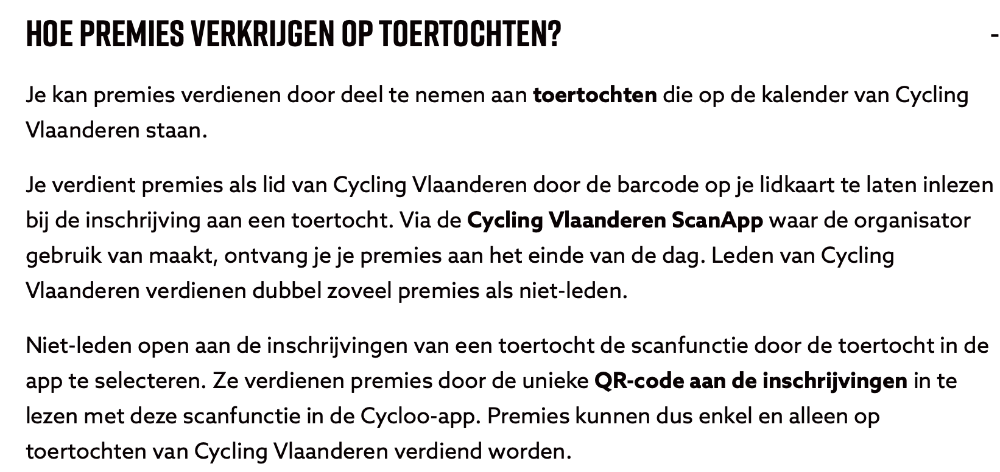 HOE PREMIES VERKRIJGEN OP TOERTOCHTEN? -
Je kan premies verdienen door deel te nemen aan toertochten die op de kalender van Cycling
Vlaanderen staan.
Je verdient premies als lid van Cycling Vlaanderen door de barcode op je lidkaart te laten inlezen
bij de inschrijving aan een toertocht. Via de Cycling Vlaanderen ScanApp waar de organisator
gebruik van maakt, ontvang je je premies aan het einde van de dag. Leden van Cycling
Vlaanderen verdienen dubbel zoveel premies als niet-leden.
Niet-leden open aan de inschrijvingen van een toertocht de scanfunctie door de toertocht in de
app te selecteren. Ze verdienen premies door de unieke QR-code aan de inschrijvingen in te
lezen met deze scanfunctie in de Cycloo-app. Premies kunnen dus enkel en alleen op
toertochten van Cycling Vlaanderen verdiend worden.